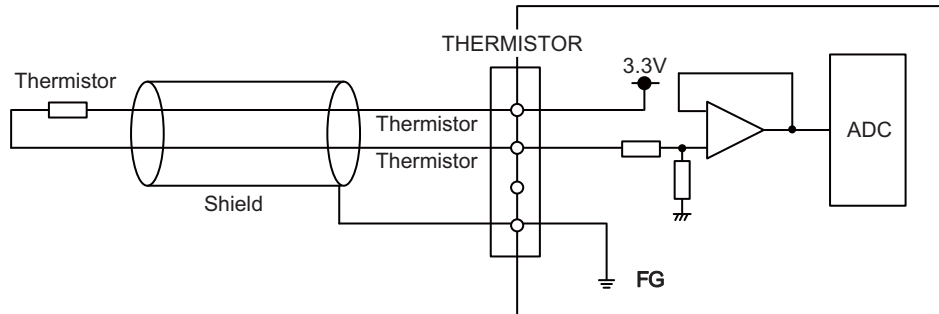 THERMISTOR
3.3V
Thermistor
Thermistor
ADC
Thermistor
Shield
FG